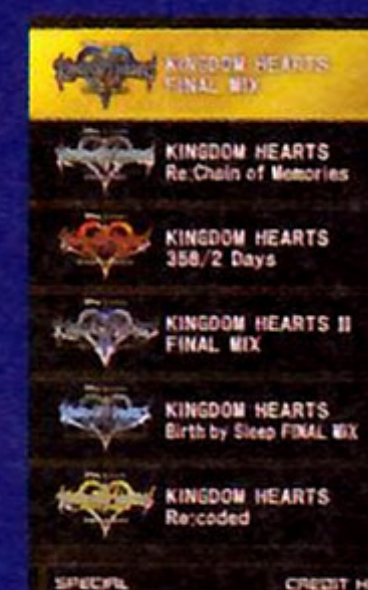 KINGDOM HEARTS
FINAL MIX
KINGDOM HEARTS
Re:Chain of Memories
KINGDOM HEARTS
358/2 Days
KINGDOM HEARTS II
FINAL MIX
KINGDOM HEARTS
Birth by Sleep FINAL MIX
KINGDOM HEARTS
Re:coded
SPECIAL
CREDIT